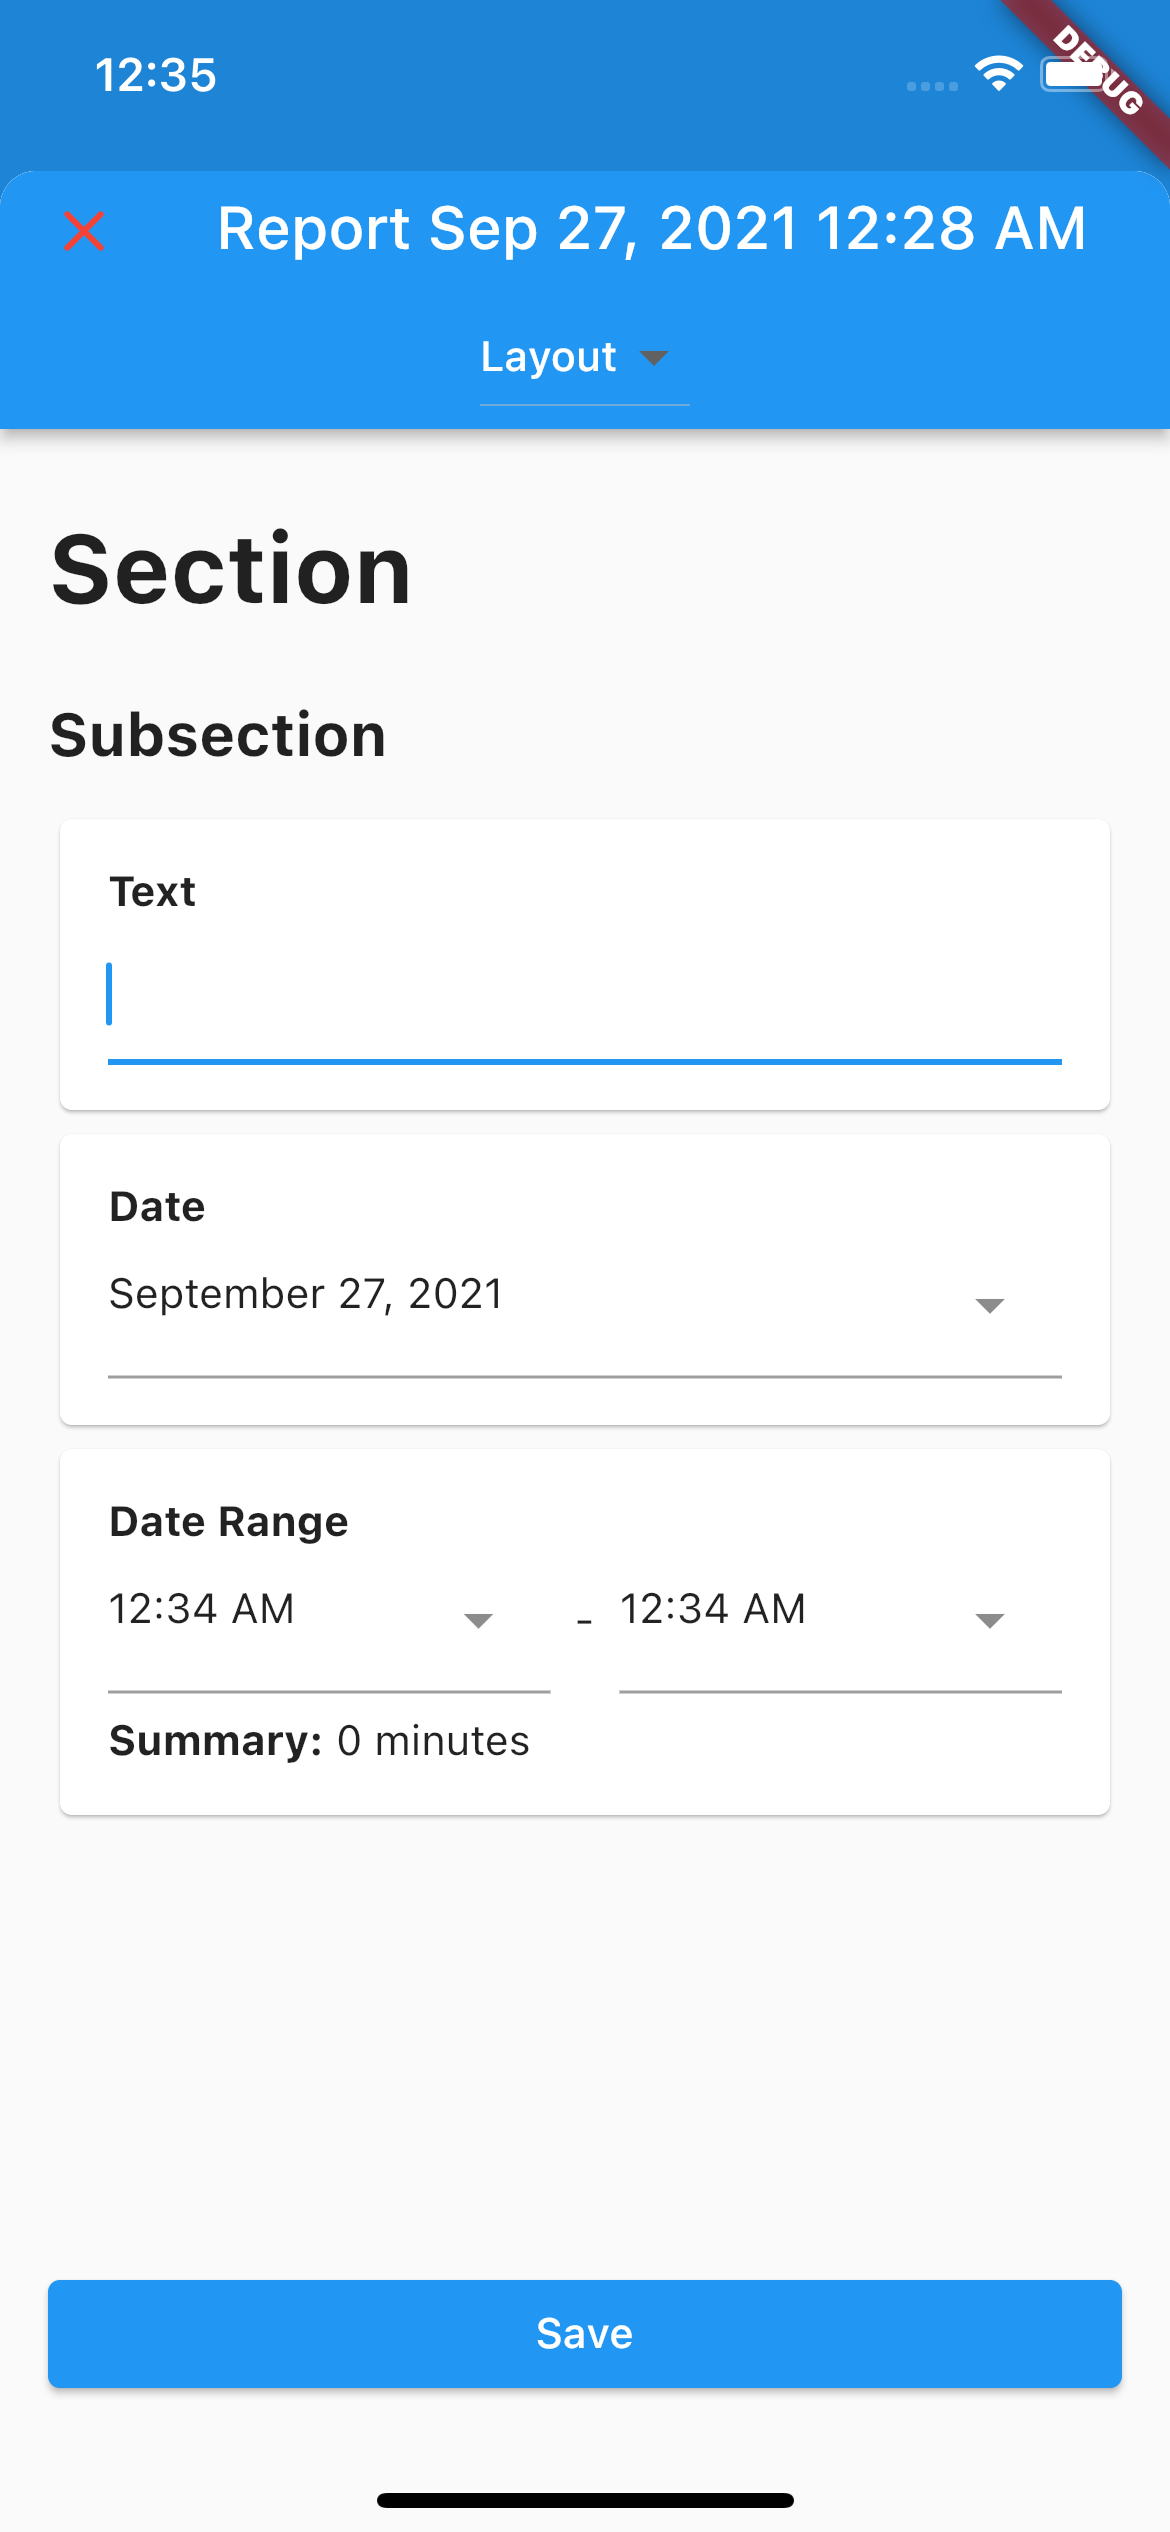 12:35
DEBUG
Report Sep 27, 2021 12:28 AM
Layout
Section
Subsection
Text
Date
September 27, 2021
Date Range
12:34 AM - 12:34 AM
Summary: 0 minutes
Save